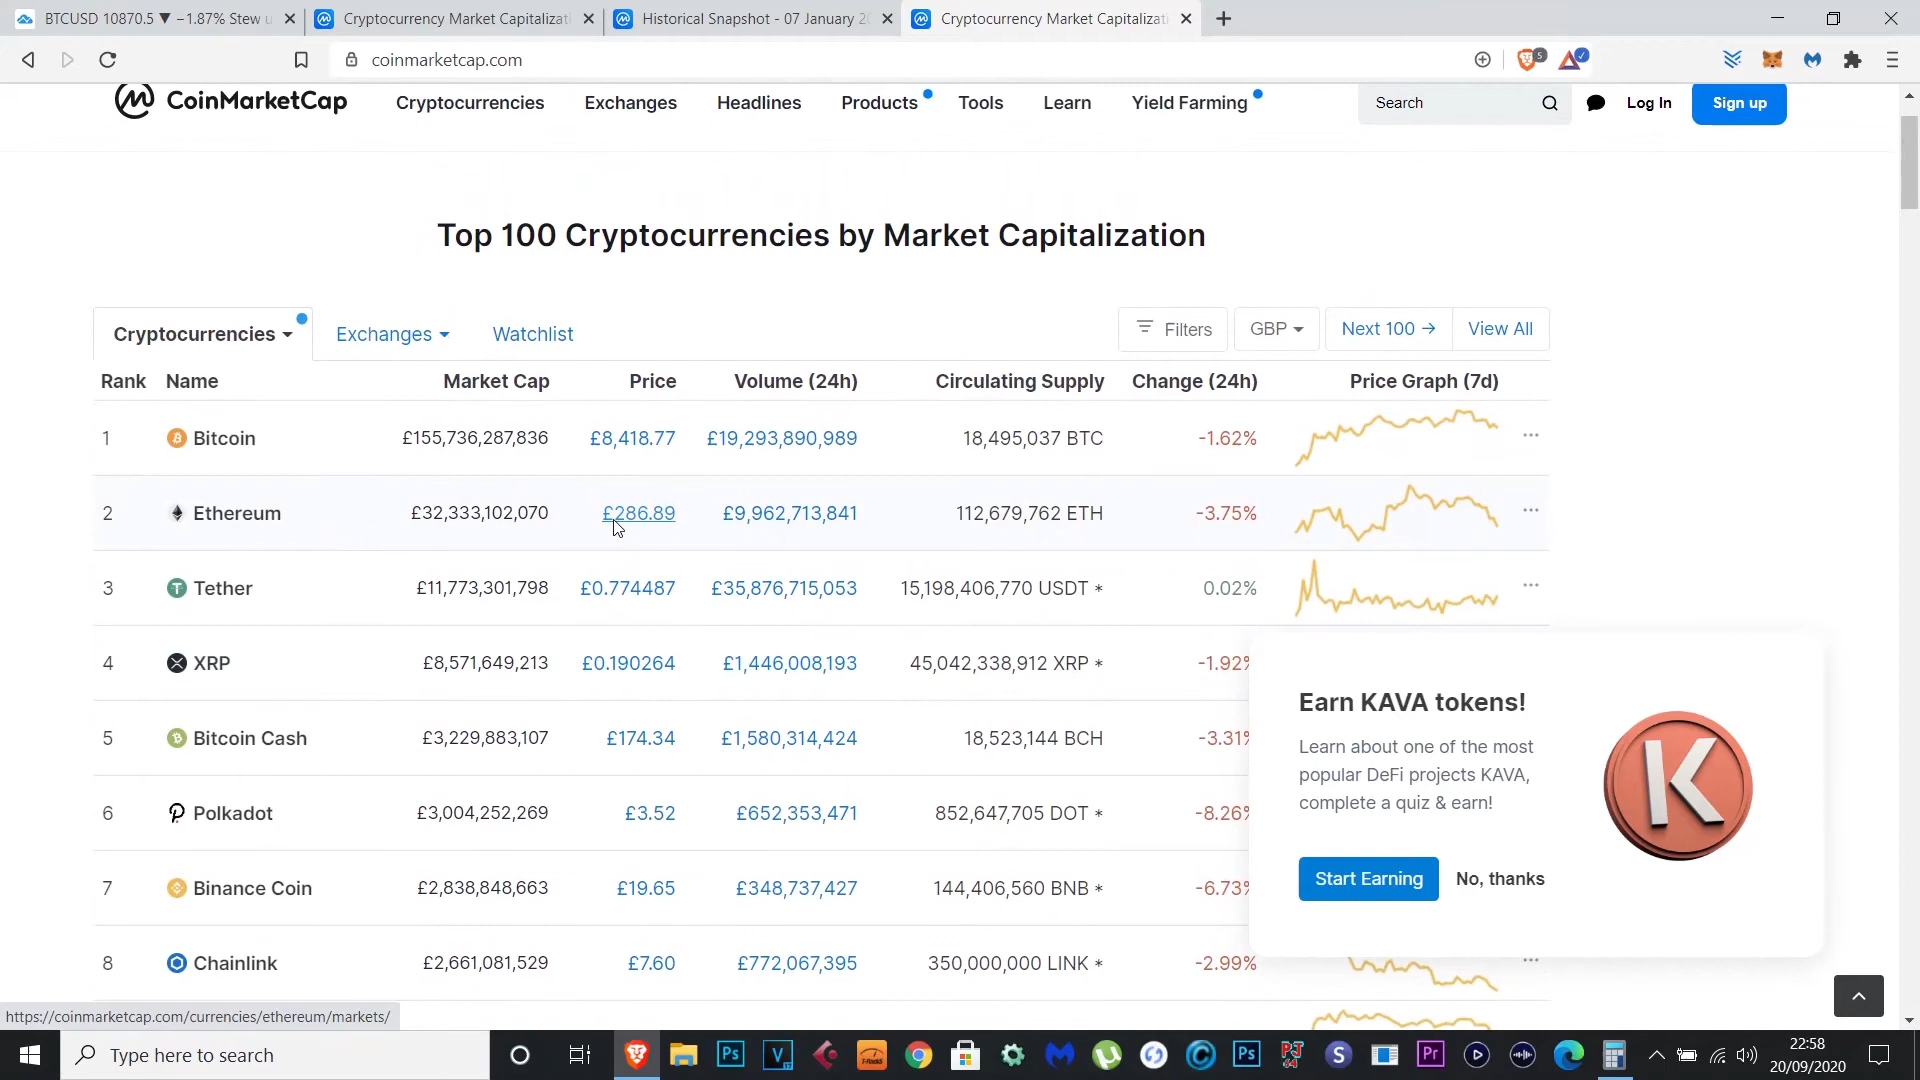 BTCUSD 10870.5 ▼ −1.87% Stew
Cryptocurrency Market Capitalizat
Historical Snapshot - 07 January 2
Cryptocurrency Market Capitalizat
coinmarketcap.com
5
CoinMarketCap
Cryptocurrencies
Exchanges
Headlines
Products
Tools
Learn
Yield Farming
Search
Log In
Sign up
Top 100 Cryptocurrencies by Market Capitalization
Cryptocurrencies
Exchanges
Watchlist
Filters
GBP
Next 100 →
View All
Rank Name Market Cap Price Volume (24h) Circulating Supply Change (24h) Price Graph (7d)
1 Bitcoin £155,736,287,836 £8,418.77 £19,293,890,989 18,495,037 BTC -1.62%
2 Ethereum £32,333,102,070 £286.89 £9,962,713,841 112,679,762 ETH -3.75%
3 Tether £11,773,301,798 £0.774487 £35,876,715,053 15,198,406,770 USDT * 0.02%
4 XRP £8,571,649,213 £0.190264 £1,446,008,193 45,042,338,912 XRP * -1.92%
5 Bitcoin Cash £3,229,883,107 £174.34 £1,580,314,424 18,523,144 BCH -3.31%
6 Polkadot £3,004,252,269 £3.52 £652,353,471 852,647,705 DOT * -8.26%
7 Binance Coin £2,838,848,663 £19.65 £348,737,427 144,406,560 BNB * -6.73%
8 Chainlink £2,661,081,529 £7.60 £772,067,395 350,000,000 LINK * -2.99%
Earn KAVA tokens!
Learn about one of the most
popular DeFi projects KAVA,
complete a quiz & earn!
Start Earning
No, thanks
K
https://coinmarketcap.com/currencies/ethereum/markets/
Type here to search
Ps
V
Ps
S
Pr
22:58
20/09/2020